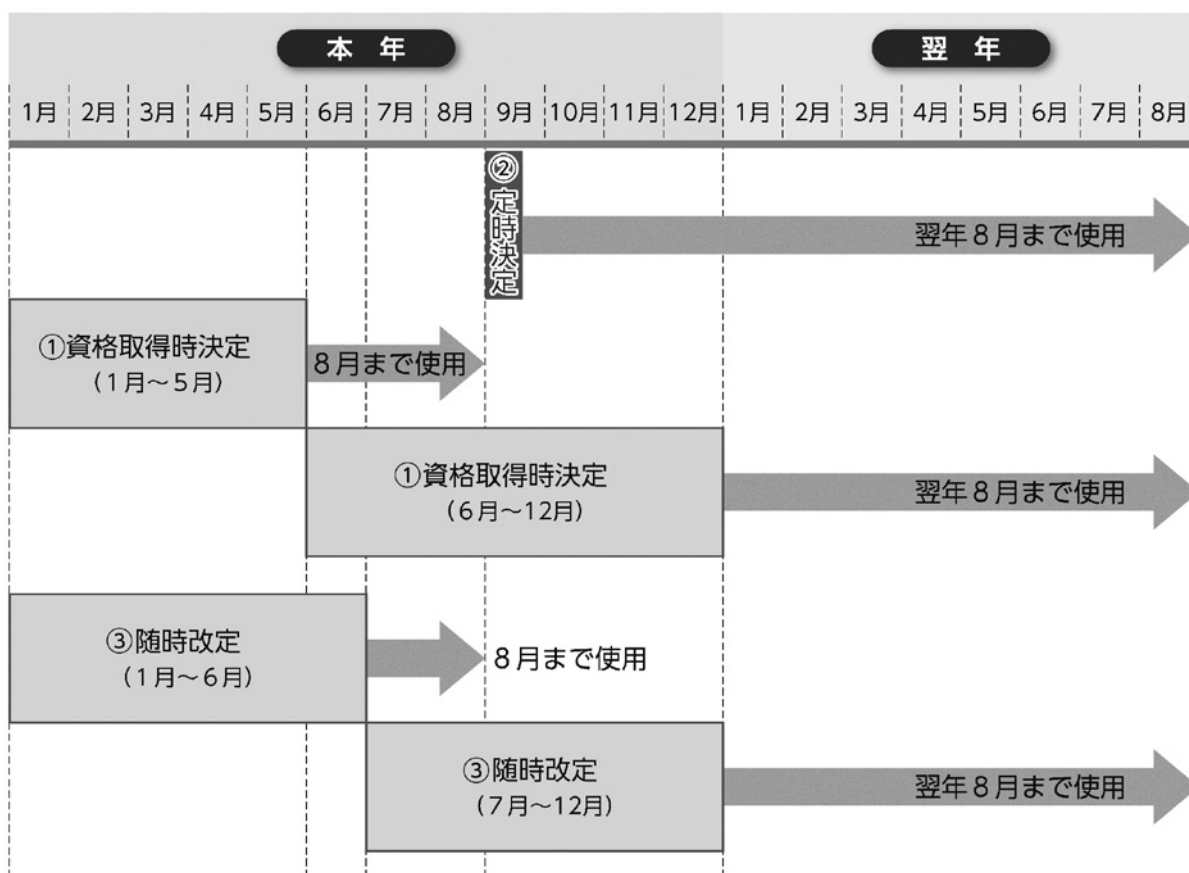 本 年
翌 年
1月 2月 3月 4月 5月 6月 7月 8月 9月 10月 11月 12月 1月 2月 3月 4月 5月 6月 7月 8月
②定時決定
翌年8月まで使用
①資格取得時決定
(1月～5月)
8月まで使用
①資格取得時決定
(6月～12月)
翌年8月まで使用
③随時改定
(1月～6月)
8月まで使用
③随時改定
(7月～12月)
翌年8月まで使用